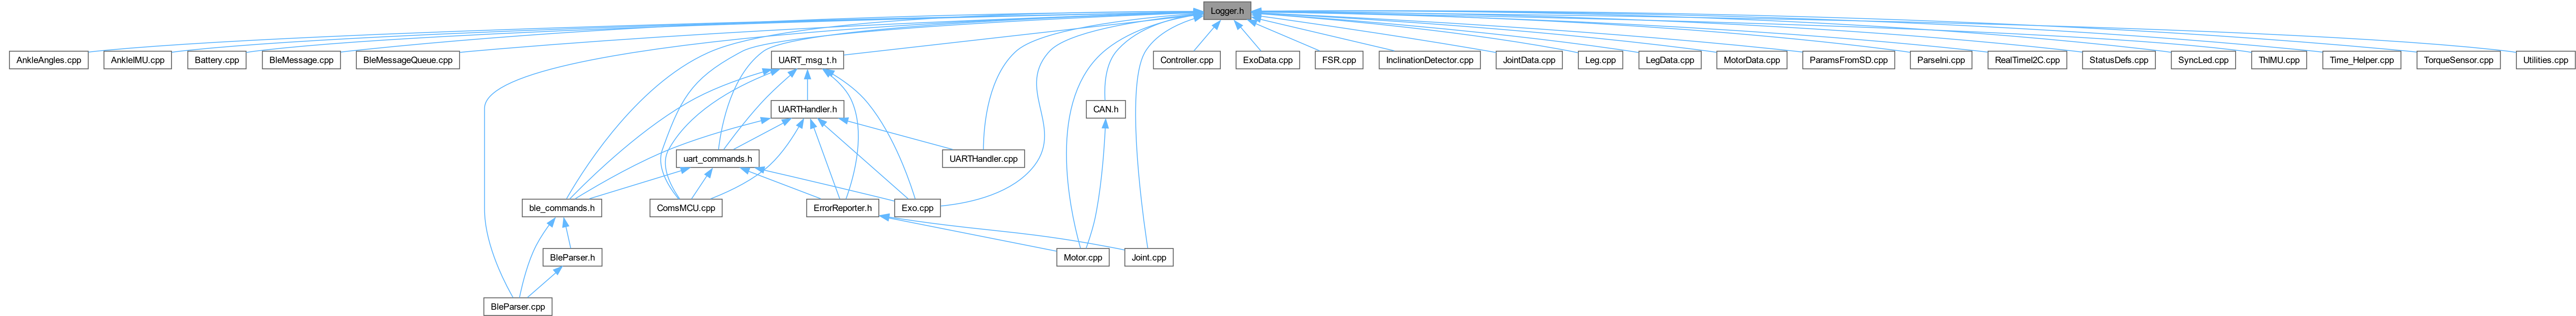 Logger.h
AnkleAngles.cpp
AnkleIMU.cpp
Battery.cpp
BleMessage.cpp
BleMessageQueue.cpp
UART_msg_t.h
Controller.cpp
ExoData.cpp
FSR.cpp
InclinationDetector.cpp
JointData.cpp
Leg.cpp
LegData.cpp
MotorData.cpp
ParamsFromSD.cpp
ParseIni.cpp
RealTimeI2C.cpp
StatusDefs.cpp
SyncLed.cpp
ThIMU.cpp
Time_Helper.cpp
TorqueSensor.cpp
Utilities.cpp
UARTHandler.h
CAN.h
uart_commands.h
UARTHandler.cpp
ble_commands.h
ComsMCU.cpp
ErrorReporter.h
Exo.cpp
BleParser.h
Motor.cpp
Joint.cpp
BleParser.cpp